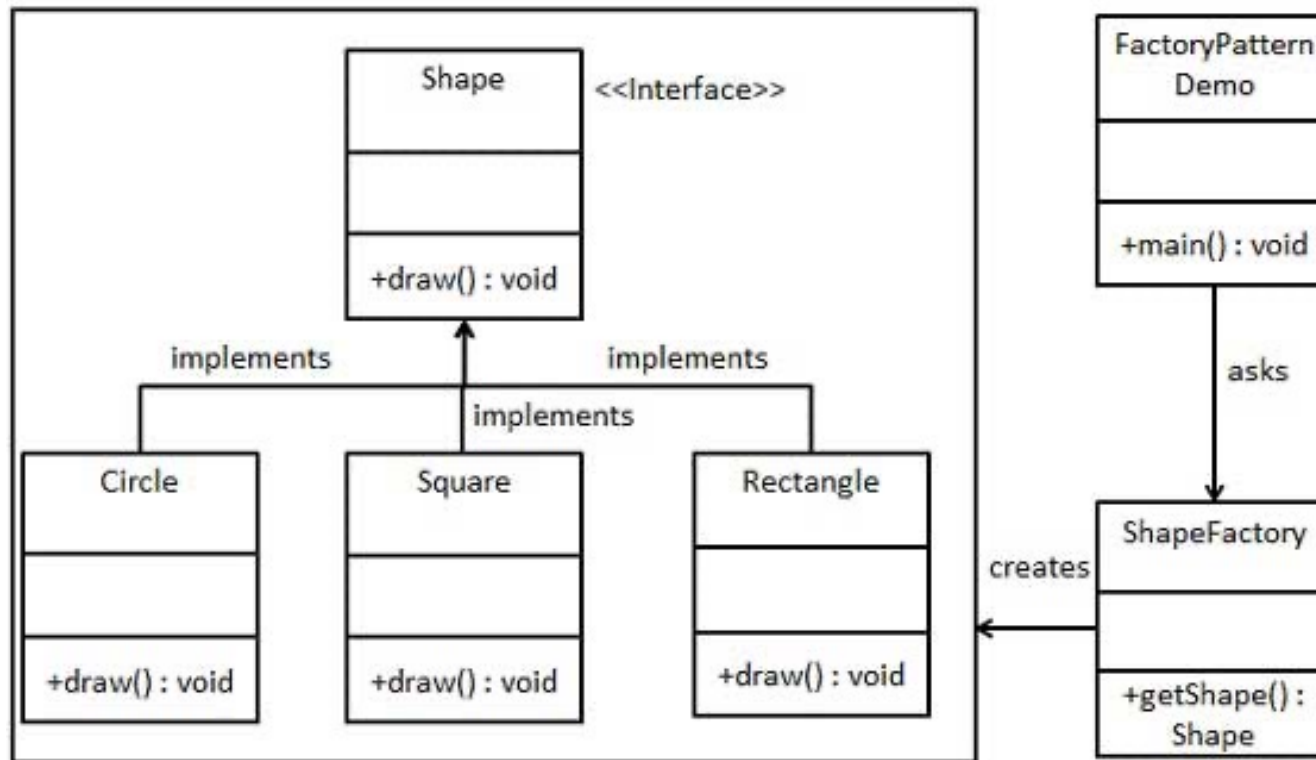 Shape
<<Interface>>
+draw() : void
implements
implements
implements
Circle
+draw() : void
Square
+draw() : void
Rectangle
+draw() : void
FactoryPattern
Demo
+main() : void
asks
ShapeFactory
+getShape() :
Shape
creates